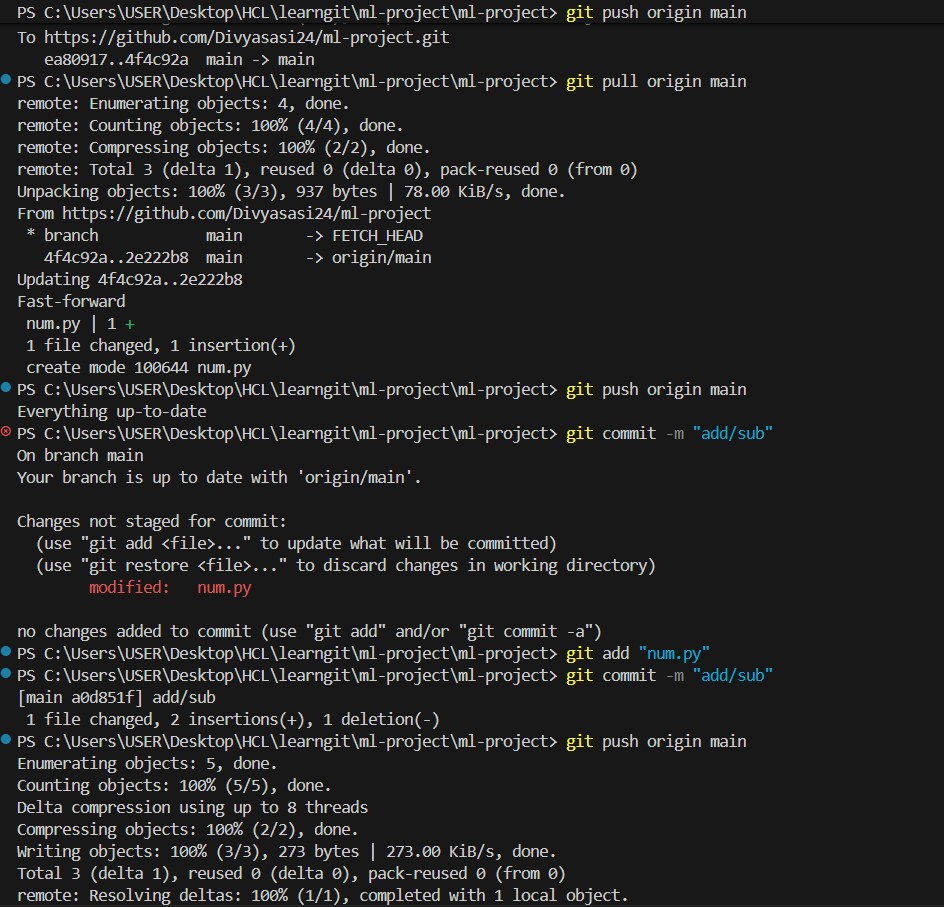 PS C:\Users\USER\Desktop\HCL\learngit\ml-project\ml-project> git push origin main
To https://github.com/Divyasasi24/ml-project.git
   ea80917..4f4c92a  main -> main
PS C:\Users\USER\Desktop\HCL\learngit\ml-project\ml-project> git pull origin main
remote: Enumerating objects: 4, done.
remote: Counting objects: 100% (4/4), done.
remote: Compressing objects: 100% (2/2), done.
remote: Total 3 (delta 1), reused 0 (delta 0), pack-reused 0 (from 0)
Unpacking objects: 100% (3/3), 937 bytes | 78.00 KiB/s, done.
From https://github.com/Divyasasi24/ml-project
 * branch            main       -> FETCH_HEAD
   4f4c92a..2e222b8  main       -> origin/main
Updating 4f4c92a..2e222b8
Fast-forward
 num.py | 1 +
 1 file changed, 1 insertion(+)
 create mode 100644 num.py
PS C:\Users\USER\Desktop\HCL\learngit\ml-project\ml-project> git push origin main
Everything up-to-date
PS C:\Users\USER\Desktop\HCL\learngit\ml-project\ml-project> git commit -m "add/sub"
On branch main
Your branch is up to date with 'origin/main'.

Changes not staged for commit:
  (use "git add <file>..." to update what will be committed)
  (use "git restore <file>..." to discard changes in working directory)
        modified:   num.py

no changes added to commit (use "git add" and/or "git commit -a")
PS C:\Users\USER\Desktop\HCL\learngit\ml-project\ml-project> git add "num.py"
PS C:\Users\USER\Desktop\HCL\learngit\ml-project\ml-project> git commit -m "add/sub"
[main a0d851f] add/sub
 1 file changed, 2 insertions(+), 1 deletion(-)
PS C:\Users\USER\Desktop\HCL\learngit\ml-project\ml-project> git push origin main
Enumerating objects: 5, done.
Counting objects: 100% (5/5), done.
Delta compression using up to 8 threads
Compressing objects: 100% (2/2), done.
Writing objects: 100% (3/3), 273 bytes | 273.00 KiB/s, done.
Total 3 (delta 1), reused 0 (delta 0), pack-reused 0 (from 0)
remote: Resolving deltas: 100% (1/1), completed with 1 local object.